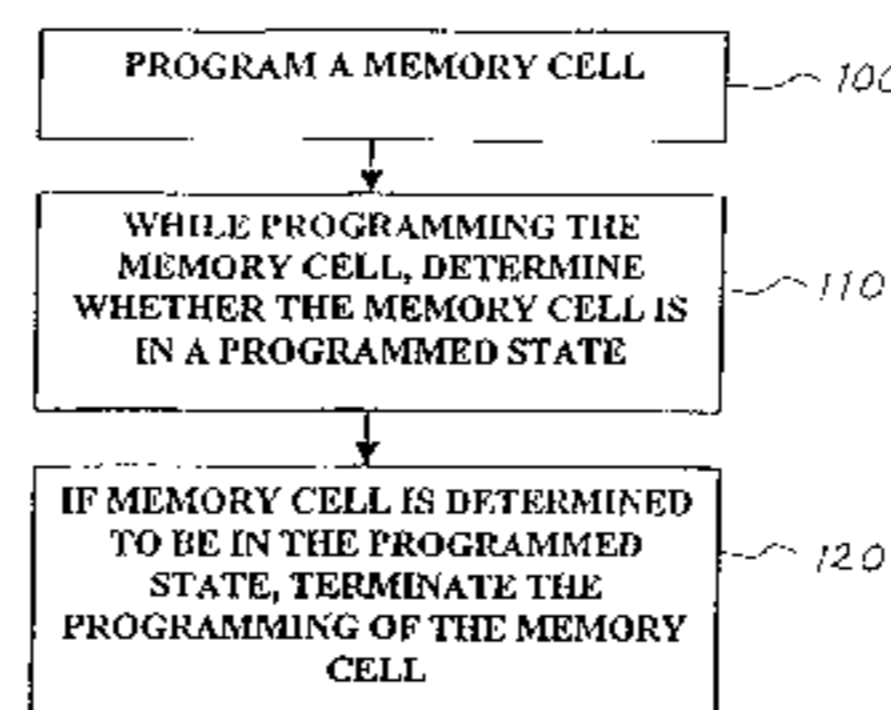 PROGRAM A MEMORY CELL
100
WHILE PROGRAMMING THE
MEMORY CELL, DETERMINE
WHETHER THE MEMORY CELL IS
IN A PROGRAMMED STATE
110
IF MEMORY CELL IS DETERMINED
TO BE IN THE PROGRAMMED
STATE, TERMINATE THE
PROGRAMMING OF THE MEMORY
CELL
120